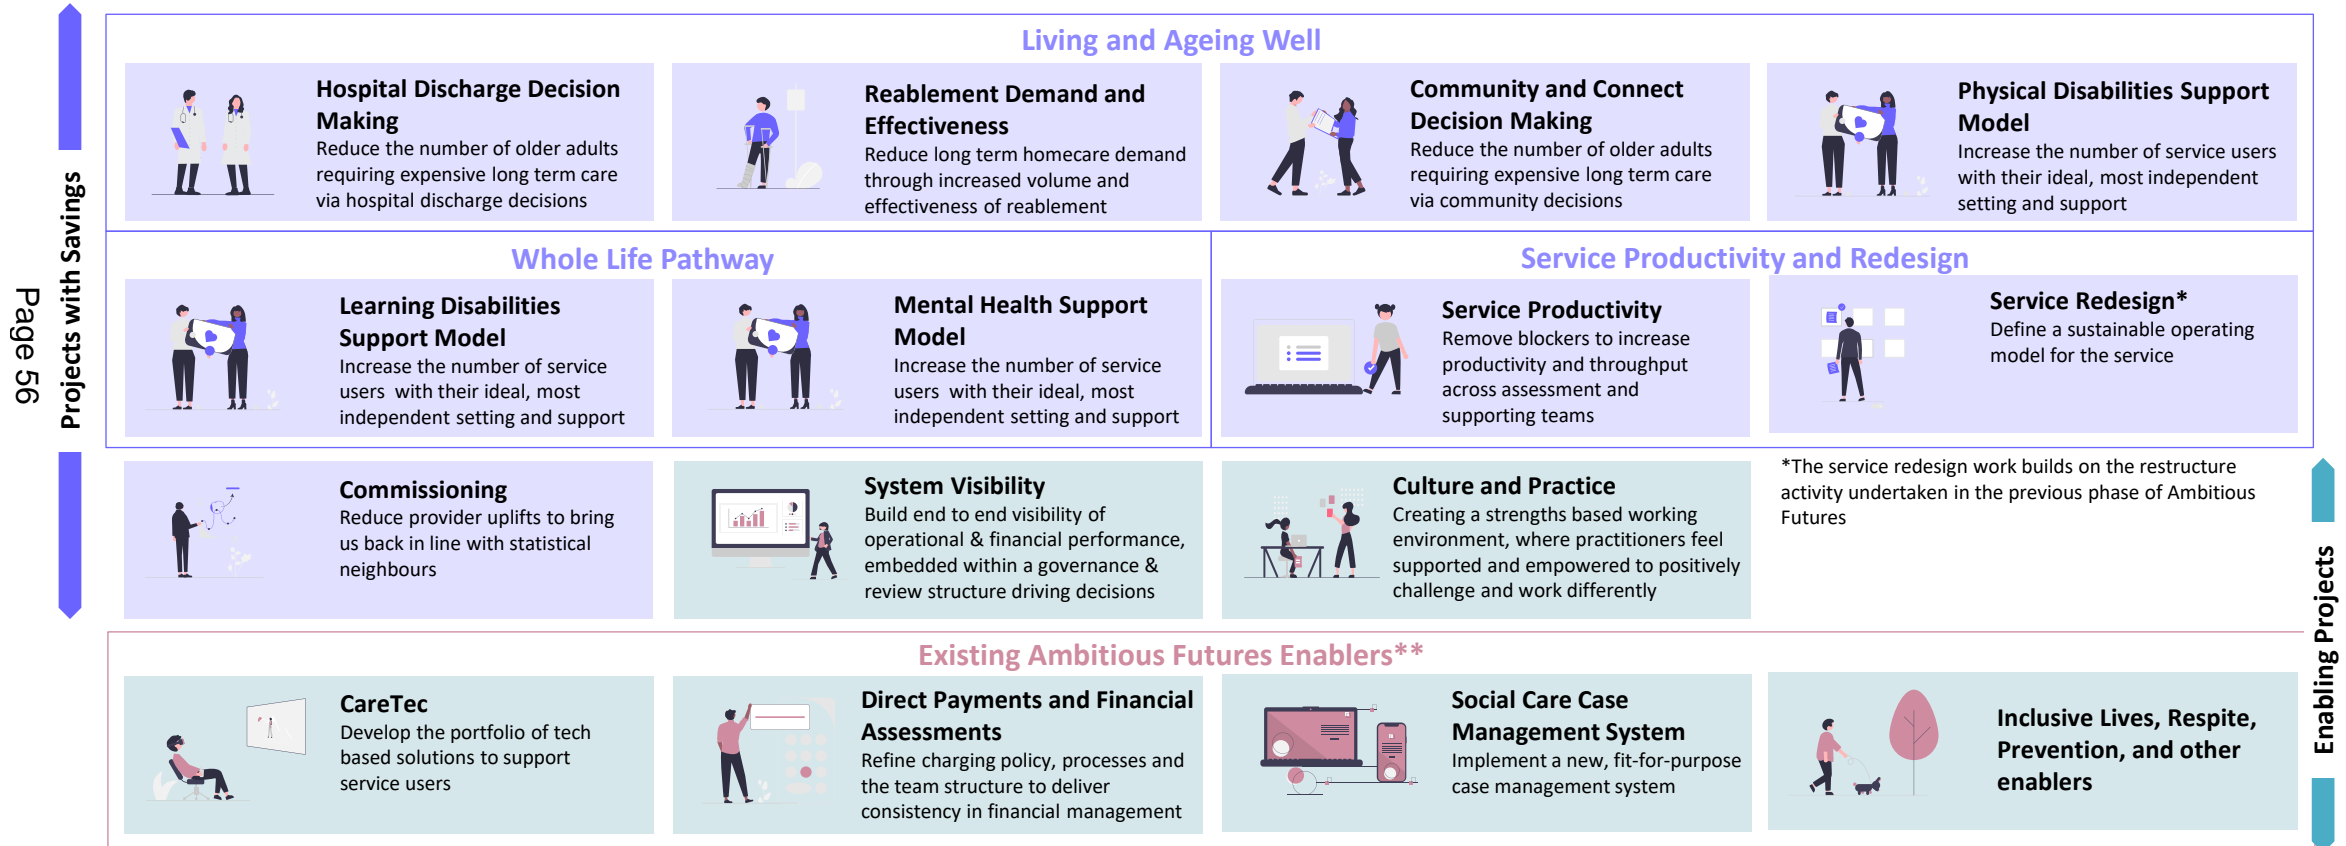 Living and Ageing Well
Hospital Discharge Decision
Making
Reduce the number of older adults
requiring expensive long term care
via hospital discharge decisions
Reablement Demand and
Effectiveness
Reduce long term homecare demand
through increased volume and
effectiveness of reablement
Community and Connect
Decision Making
Reduce the number of older adults
requiring expensive long term care
via community decisions
Physical Disabilities Support
Model
Increase the number of service users
with their ideal, most independent
setting and support
Projects with Savings
Page 56
Whole Life Pathway
Learning Disabilities
Support Model
Increase the number of service
users with their ideal, most
independent setting and support
Mental Health Support
Model
Increase the number of service
users with their ideal, most
independent setting and support
Service Productivity and Redesign
Service Productivity
Remove blockers to increase
productivity and throughput
across assessment and
supporting teams
Service Redesign*
Define a sustainable operating
model for the service
Commissioning
Reduce provider uplifts to bring
us back in line with statistical
neighbours
System Visibility
Build end to end visibility of
operational & financial performance,
embedded within a governance &
review structure driving decisions
Culture and Practice
Creating a strengths based working
environment, where practitioners feel
supported and empowered to positively
challenge and work differently
*The service redesign work builds on the restructure
activity undertaken in the previous phase of Ambitious
Futures
Enabling Projects
Existing Ambitious Futures Enablers**
CareTec
Develop the portfolio of tech
based solutions to support
service users
Direct Payments and Financial
Assessments
Refine charging policy, processes and
the team structure to deliver
consistency in financial management
Social Care Case
Management System
Implement a new, fit-for-purpose
case management system
Inclusive Lives, Respite,
Prevention, and other
enablers